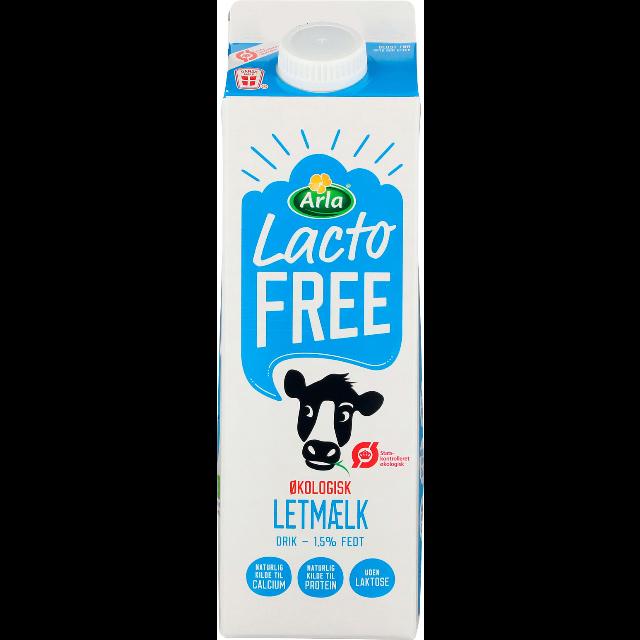 DANSK
Arla
Lacto
FREE
Stats-
kontrolleret
økologisk
ØKOLOGISK
LETMÆLK
DRIK – 1,5% FEDT
NATURLIG
KILDE TIL
CALCIUM
NATURLIG
KILDE TIL
PROTEIN
UDEN
LAKTOSE